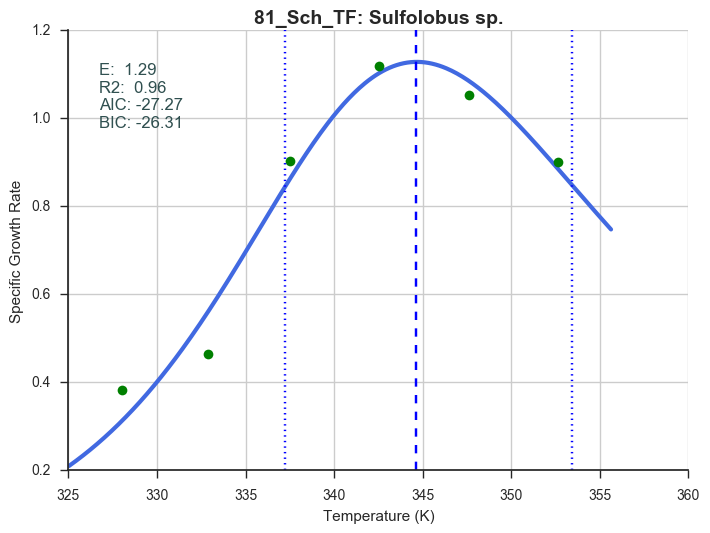 81_Sch_TF: Sulfolobus sp.
E:  1.29
R2:  0.96
AIC: -27.27
BIC: -26.31
Specific Growth Rate
1.2
1.0
0.8
0.6
0.4
0.2
325 330 335 340 345 350 355 360
Temperature (K)